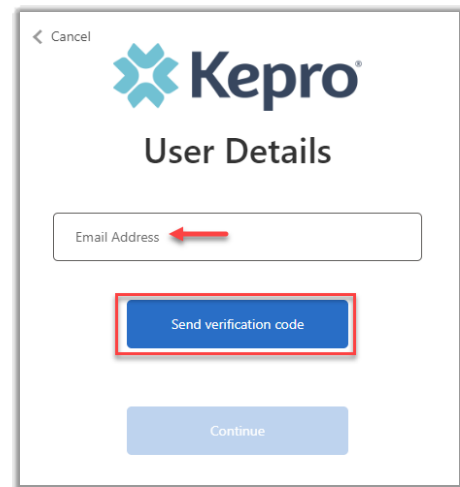 Cancel
Kepro®
User Details
Email Address
Send verification code
Continue